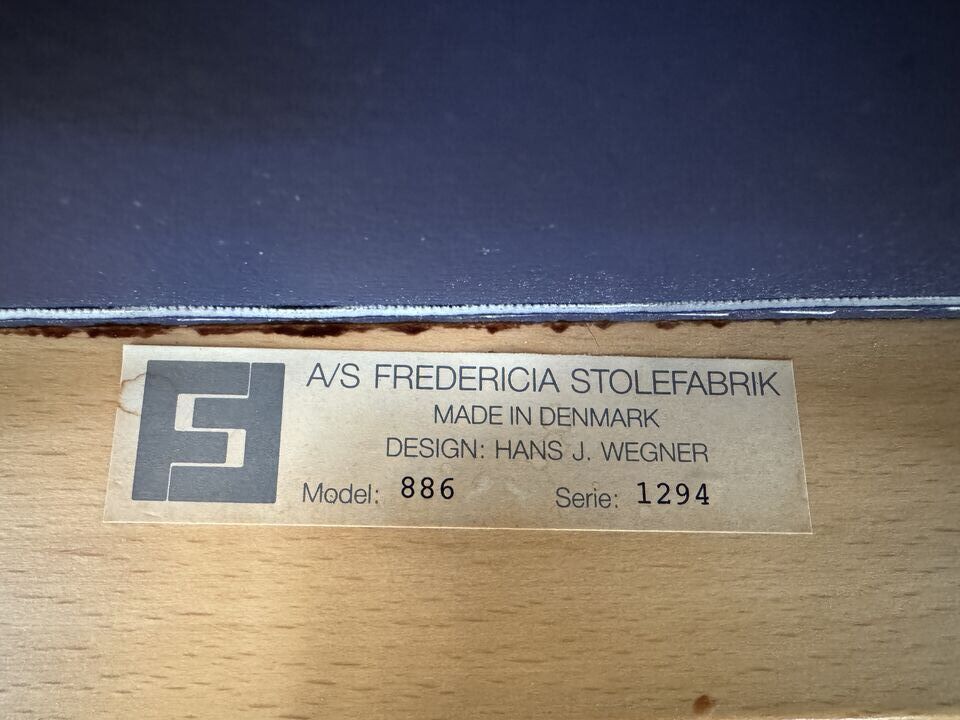 A/S FREDERICIA STOLEFABRIK
MADE IN DENMARK
DESIGN: HANS J. WEGNER
Model: 886 Serie: 1294